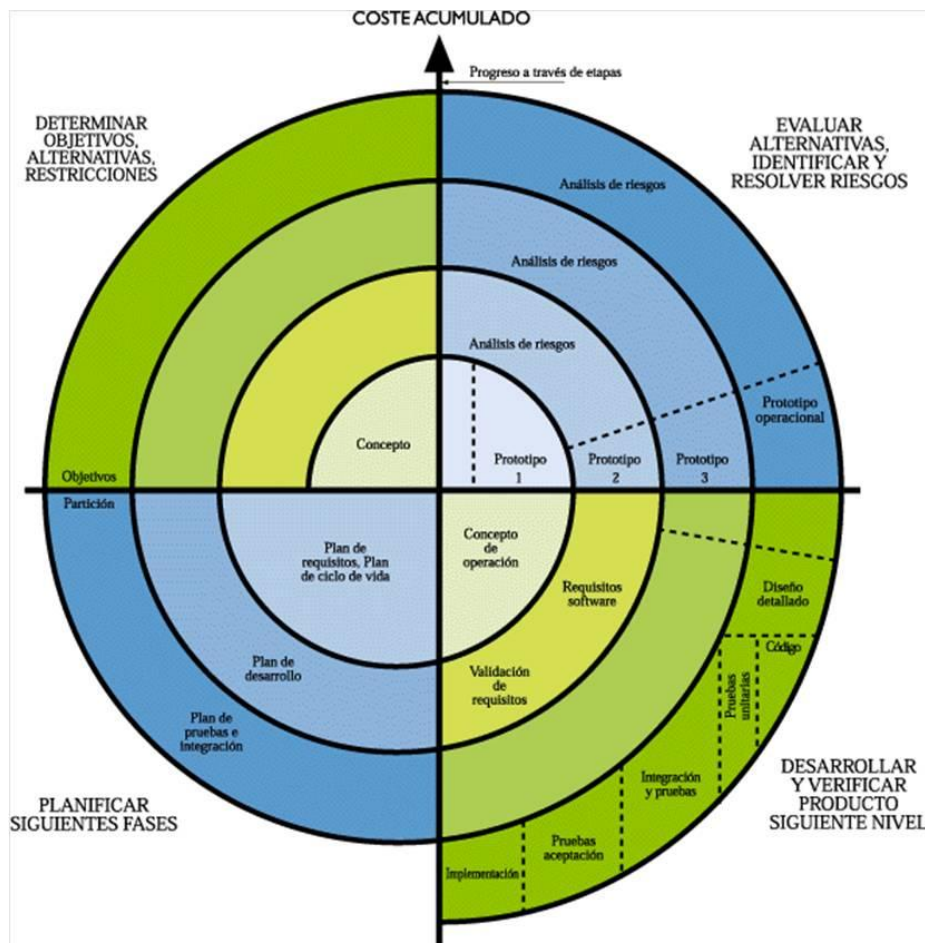 COSTE ACUMULADO
Progreso a través de etapas
DETERMINAR
OBJETIVOS,
ALTERNATIVAS,
RESTRICCIONES
EVALUAR
ALTERNATIVAS,
IDENTIFICAR Y
RESOLVER RIESGOS
Análisis de riesgos
Análisis de riesgos
Análisis de riesgos
Concepto
Prototipo
1
Prototipo
2
Prototipo
3
Prototipo
operacional
Objetivos
Partición
Plan de
requisitos, Plan
de ciclo de vida
Plan de
desarrollo
Plan de
pruebas e
integración
Concepto
de
operación
Requisitos
software
Validación
de
requisitos
Diseño
detallado
Código
Pruebas
unitarias
Integración
y pruebas
Pruebas
aceptación
Implementación
PLANIFICAR
SIGUIENTES FASES
DESARROLLAR
Y VERIFICAR
PRODUCTO
SIGUIENTE NIVEL